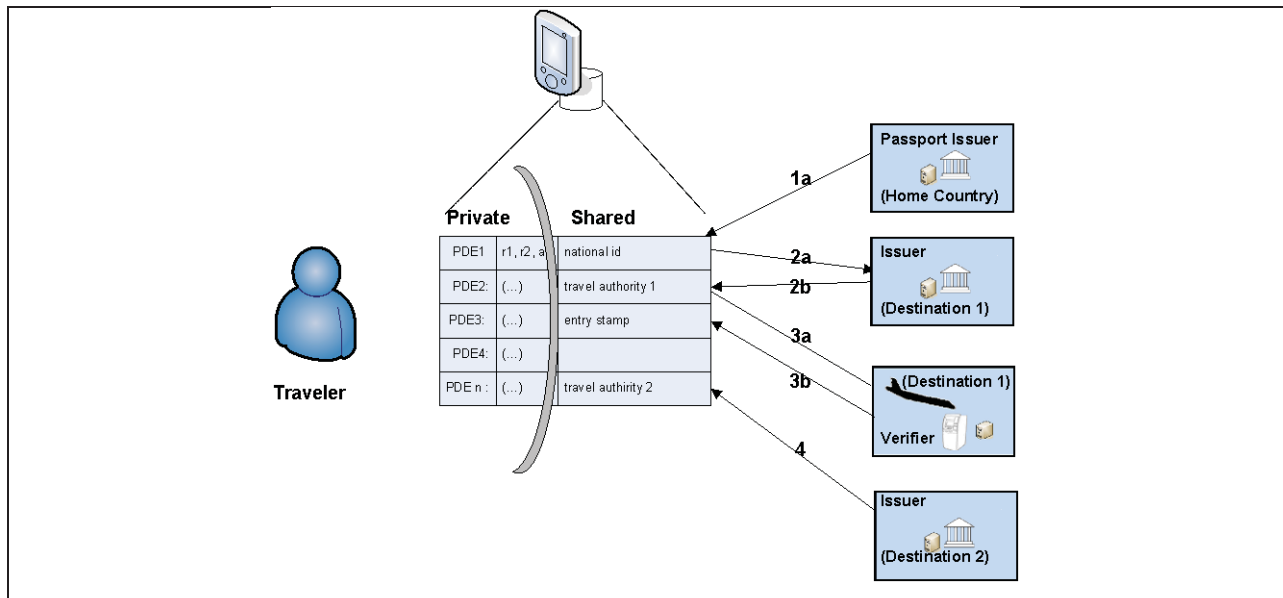 Passport Issuer
(Home Country)
1a
Private Shared
PDE1 r1, r2, a national id
PDE2: (...) travel authority 1
PDE3: (...) entry stamp
PDE4: (...)
PDE n : (...) travel authirity 2
2a
2b
Issuer
(Destination 1)
3a
3b
(Destination 1)
Verifier
Traveler
4
Issuer
(Destination 2)